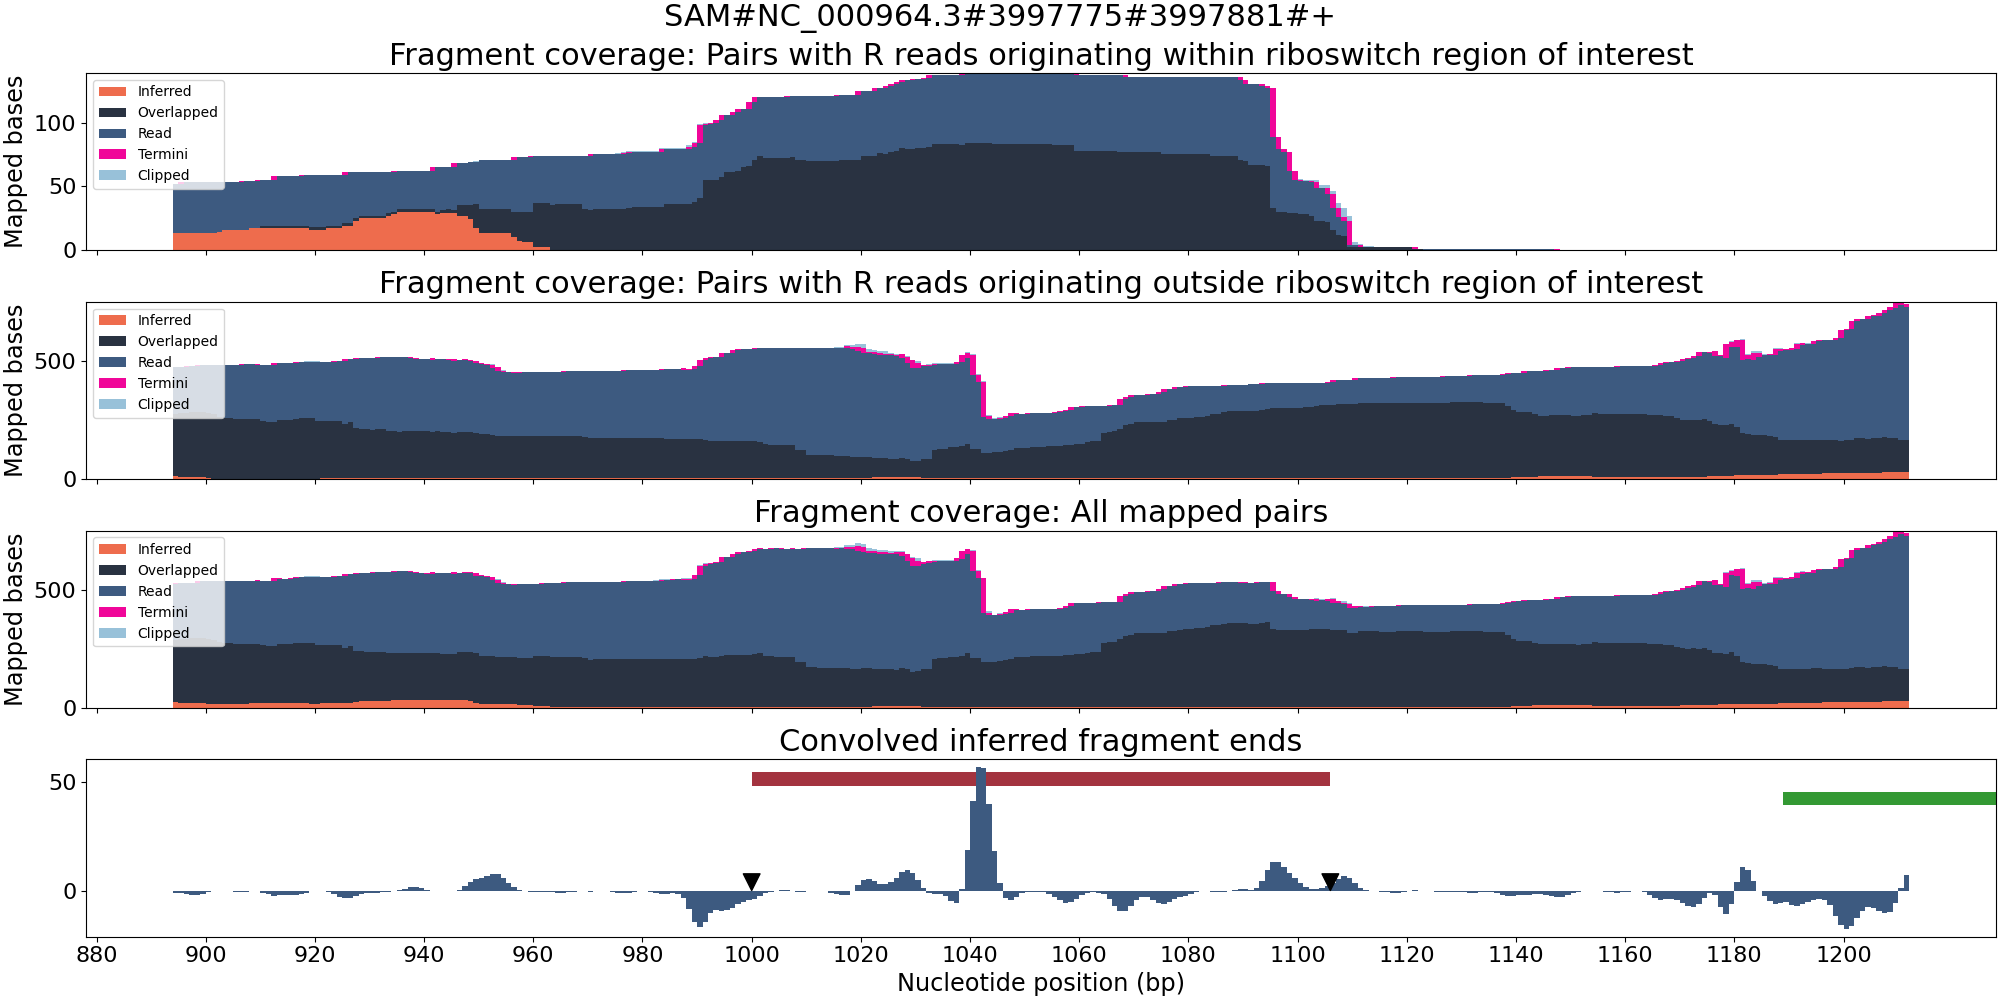 SAM#NC_000964.3#3997775#3997881#+
Fragment coverage: Pairs with R reads originating within riboswitch region of interest
Mapped bases
100
50
0
Inferred
Overlapped
Read
Termini
Clipped
Fragment coverage: Pairs with R reads originating outside riboswitch region of interest
Mapped bases
500
0
Inferred
Overlapped
Read
Termini
Clipped
Fragment coverage: All mapped pairs
Mapped bases
500
0
Inferred
Overlapped
Read
Termini
Clipped
Convolved inferred fragment ends
50
0
880 900 920 940 960 980 1000 1020 1040 1060 1080 1100 1120 1140 1160 1180 1200
Nucleotide position (bp)